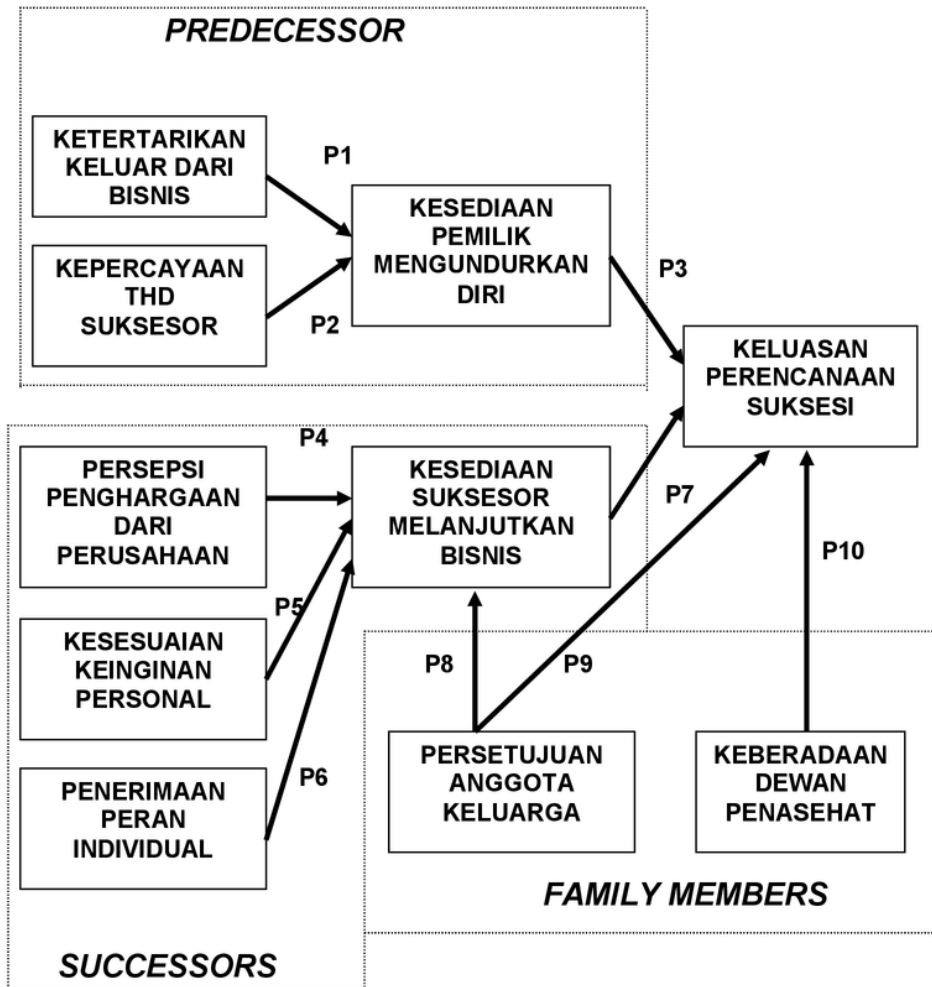 PREDECESSOR
KETERTARIKAN
KELUAR DARI
BISNIS
P1
KEPERCAYAAN
THD
SUKSESOR
P2
KESEDIAAN
PEMILIK
MENGUNDURKAN
DIRI
P3
KELUASAN
PERENCANAAN
SUKSESI
P4
PERSEPSI
PENGHARGAAN
DARI
PERUSAHAAN
KESEDIAAN
SUKSESOR
MELANJUTKAN
BISNIS
P7
P10
P5
KESESUAIAN
KEINGINAN
PERSONAL
P8
P9
P6
PENERIMAAN
PERAN
INDIVIDUAL
PERSETUJUAN
ANGGOTA
KELUARGA
KEBERADAAN
DEWAN
PENASEHAT
FAMILY MEMBERS
SUCCESSORS